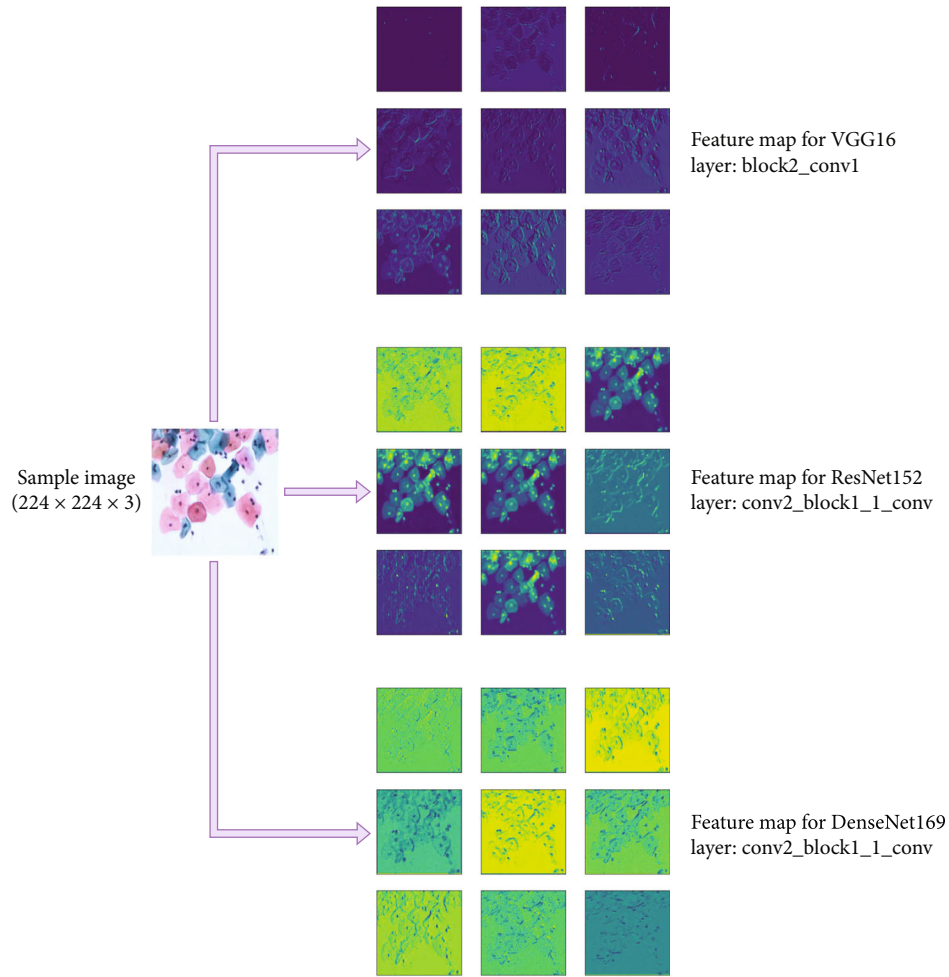 Feature map for VGG16
layer: block2_conv1
Sample image
(224 × 224 × 3)
Feature map for ResNet152
layer: conv2_block1_1_conv
Feature map for DenseNet169
layer: conv2_block1_1_conv